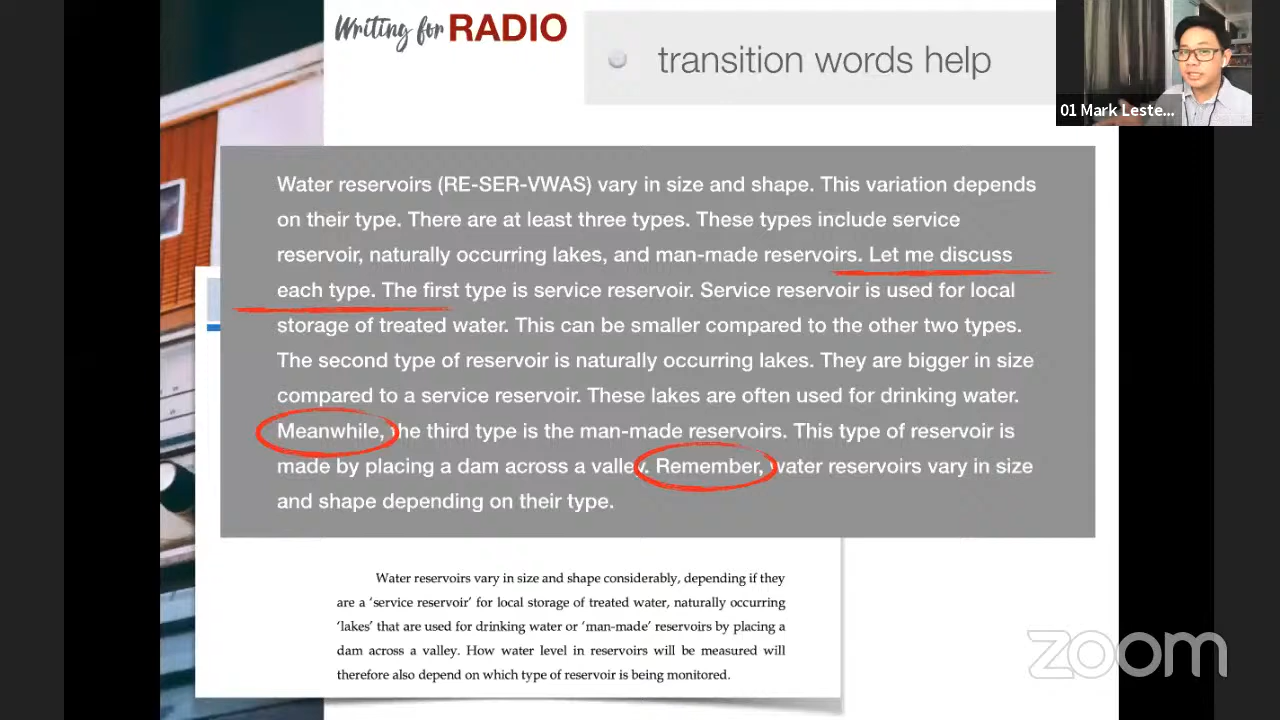 Writing for RADIO
transition words help
01 Mark Leste...
Water reservoirs (RE-SER-VWAS) vary in size and shape. This variation depends
on their type. There are at least three types. These types include service
reservoir, naturally occurring lakes, and man-made reservoirs. Let me discuss
each type. The first type is service reservoir. Service reservoir is used for local
storage of treated water. This can be smaller compared to the other two types.
The second type of reservoir is naturally occurring lakes. They are bigger in size
compared to a service reservoir. These lakes are often used for drinking water.
Meanwhile, the third type is the man-made reservoirs. This type of reservoir is
made by placing a dam across a valley. Remember, water reservoirs vary in size
and shape depending on their type.
Water reservoirs vary in size and shape considerably, depending if they
are a ‘service reservoir’ for local storage of treated water, naturally occurring
‘lakes’ that are used for drinking water or ‘man-made’ reservoirs by placing a
dam across a valley. How water level in reservoirs will be measured will
therefore also depend on which type of reservoir is being monitored.
zoom